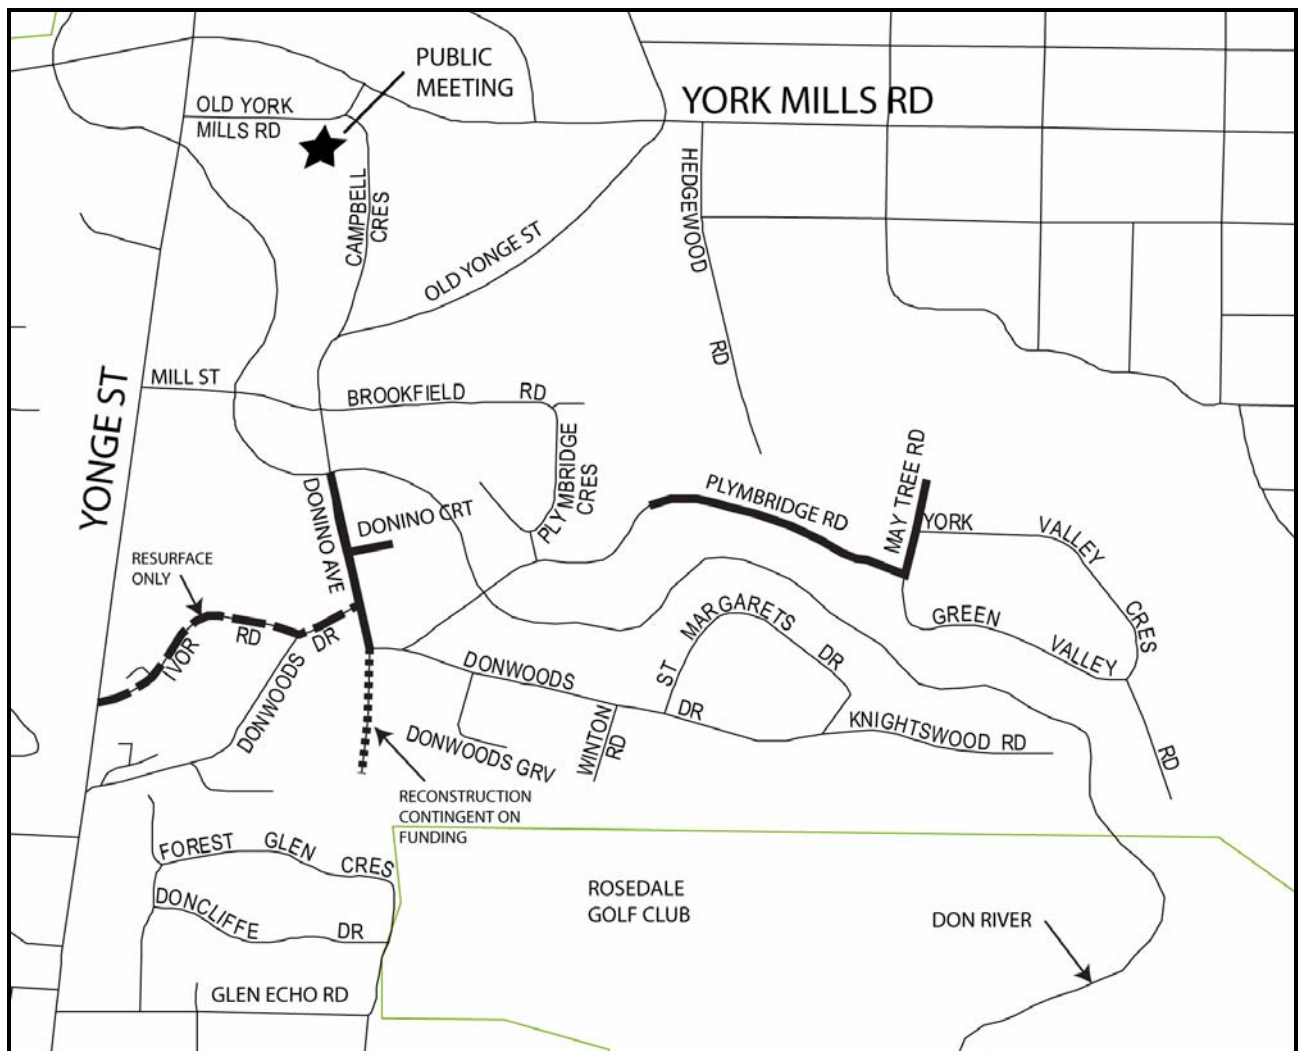 PUBLIC
MEETING
OLD YORK
MILLS RD
YORK MILLS RD
HEDGEWOOD
RD
CAMPBELL
CRES
OLD YONGE ST
YONGE ST
MILL ST
BROOKFIELD RD
PLYMBRIDGE
CRES
DONINO AVE
DONINO CRT
PLYMBRIDGE RD
MAY TREE RD
YORK VALLEY CRES
RESURFACE
ONLY
IVOR RD
DONWOODS DR
GREEN VALLEY RD
ST MARGARETS DR
DONWOODS DR
WINTON
RD
KNIGHTSWOOD RD
DONWOODS GRV
RECONSTRUCTION
CONTINGENT ON
FUNDING
FOREST GLEN CRES
DONCLIFFE DR
ROSEDALE
GOLF CLUB
DON RIVER
GLEN ECHO RD